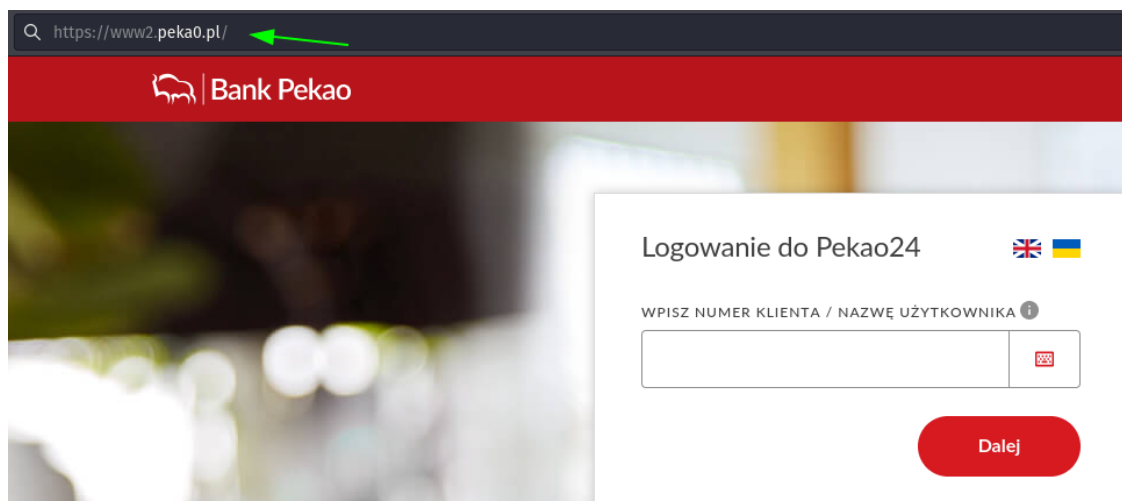 https://www2.peka0.pl/
Bank Pekao
Logowanie do Pekao24
WPISZ NUMER KLIENTA / NAZWĘ UŻYTKOWNIKA i
Dalej